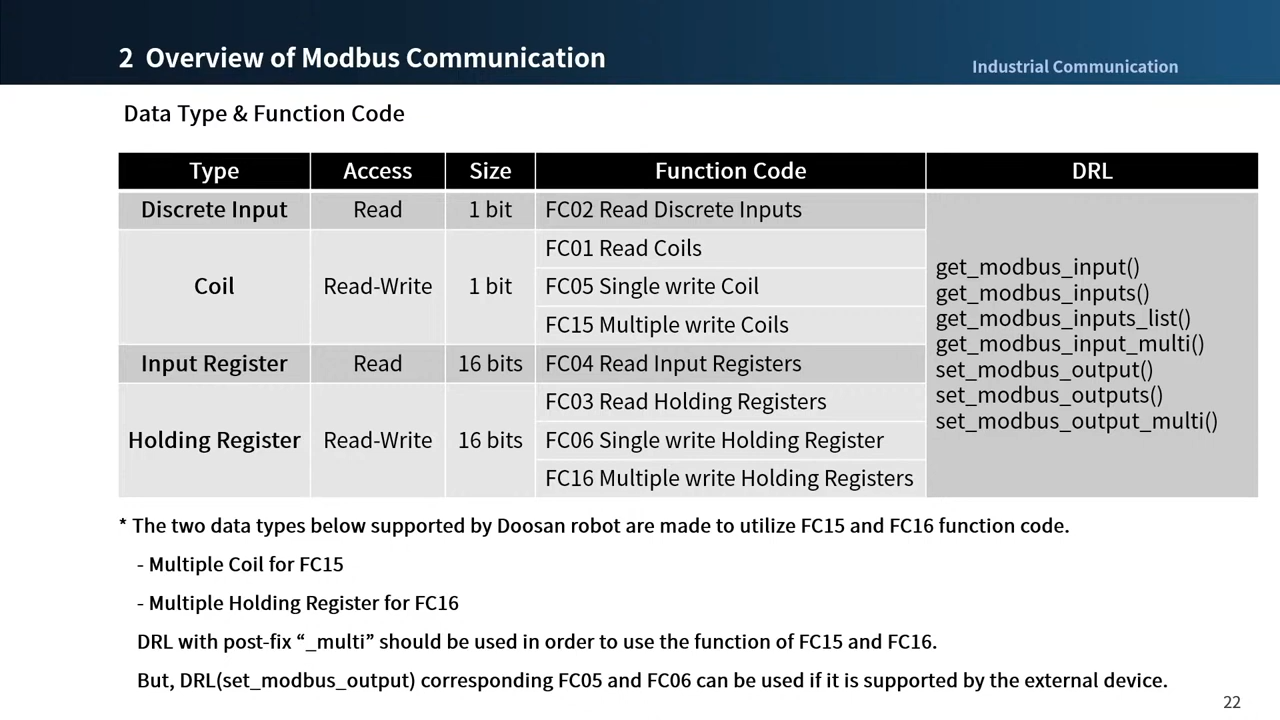 2 Overview of Modbus Communication
Industrial Communication
Data Type & Function Code
Type Access Size Function Code DRL
Discrete Input Read 1 bit FC02 Read Discrete Inputs
Coil Read-Write 1 bit
FC01 Read Coils
FC05 Single write Coil
FC15 Multiple write Coils
Input Register Read 16 bits FC04 Read Input Registers
Holding Register Read-Write 16 bits
FC03 Read Holding Registers
FC06 Single write Holding Register
FC16 Multiple write Holding Registers
get_modbus_input()
get_modbus_inputs()
get_modbus_inputs_list()
get_modbus_input_multi()
set_modbus_output()
set_modbus_outputs()
set_modbus_output_multi()
* The two data types below supported by Doosan robot are made to utilize FC15 and FC16 function code.
- Multiple Coil for FC15
- Multiple Holding Register for FC16
DRL with post-fix “_multi” should be used in order to use the function of FC15 and FC16.
But, DRL(set_modbus_output) corresponding FC05 and FC06 can be used if it is supported by the external device.
22